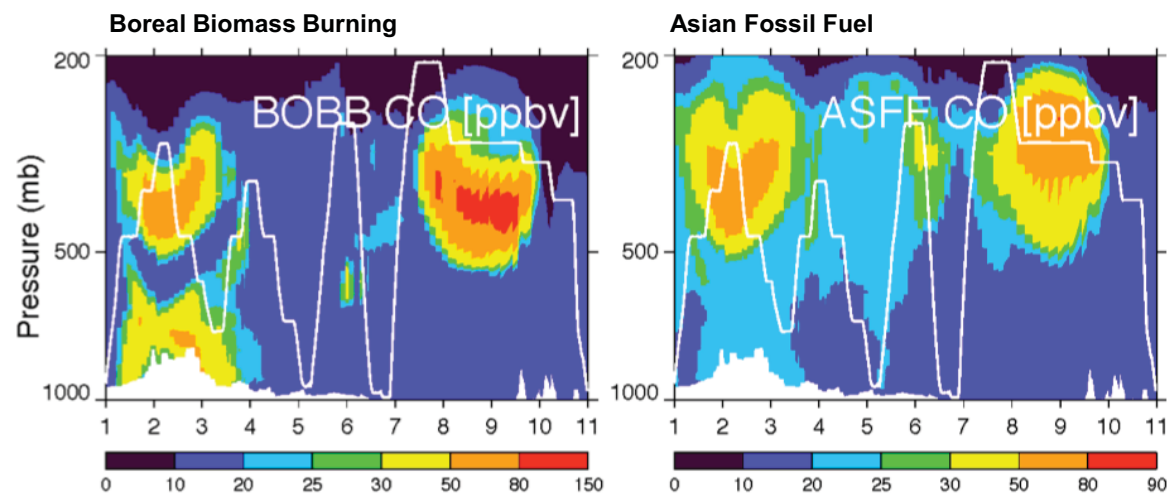 Boreal Biomass Burning
Asian Fossil Fuel
BOBB CO [ppbv]
ASFF CO [ppbv]
Pressure (mb)
200
500
1000
1 2 3 4 5 6 7 8 9 10 11
0 10 20 25 30 50 80 150
200
500
1000
1 2 3 4 5 6 7 8 9 10 11
0 10 20 25 30 50 80 90